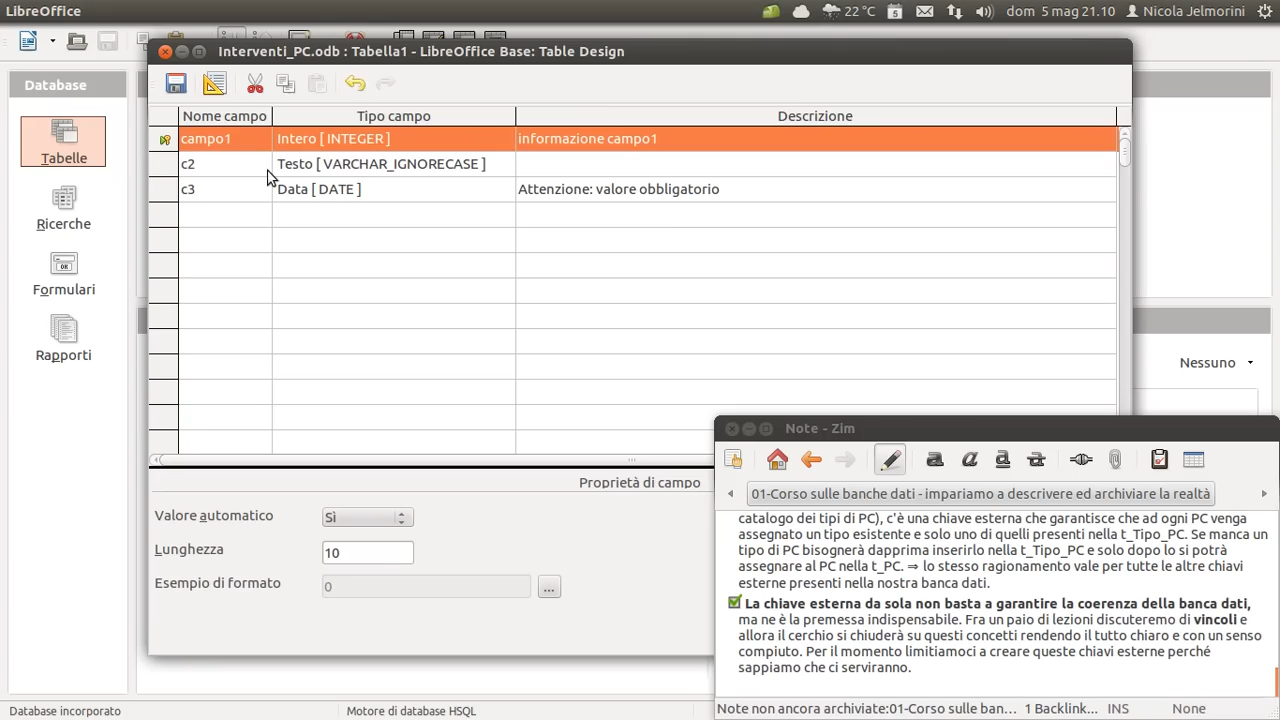 LibreOffice
22 °C
5
dom 5 mag 21.10
Nicola Jelmorini
Interventi_PC.odb : Tabella1 - LibreOffice Base: Table Design
Database
Tabelle
Ricerche
Formulari
Rapporti
Nome campo Tipo campo Descrizione
campo1 Intero [ INTEGER ] informazione campo1
c2 Testo [ VARCHAR_IGNORECASE ]
c3 Data [ DATE ] Attenzione: valore obbligatorio
Nessuno
Proprietà di campo
Valore automatico Sì
Lunghezza 10
Esempio di formato 0 ...
Note - Zim
01-Corso sulle banche dati - impariamo a descrivere ed archiviare la realtà
catalogo dei tipi di PC), c'è una chiave esterna che garantisce che ad ogni PC venga
assegnato un tipo esistente e solo uno di quelli presenti nella t_Tipo_PC. Se manca un
tipo di PC bisognerà dapprima inserirlo nella t_Tipo_PC e solo dopo lo si potrà
assegnare al PC nella t_PC. ⇒ lo stesso ragionamento vale per tutte le altre chiavi
esterne presenti nella nostra banca dati.
La chiave esterna da sola non basta a garantire la coerenza della banca dati,
ma ne è la premessa indispensabile. Fra un paio di lezioni discuteremo di vincoli e
allora il cerchio si chiuderà su questi concetti rendendo il tutto chiaro e con un senso
compiuto. Per il momento limitiamoci a creare queste chiavi esterne perché
sappiamo che ci serviranno.
Note non ancora archiviate:01-Corso sulle ban... 1 Backlink... INS None
Database incorporato Motore di database HSQL